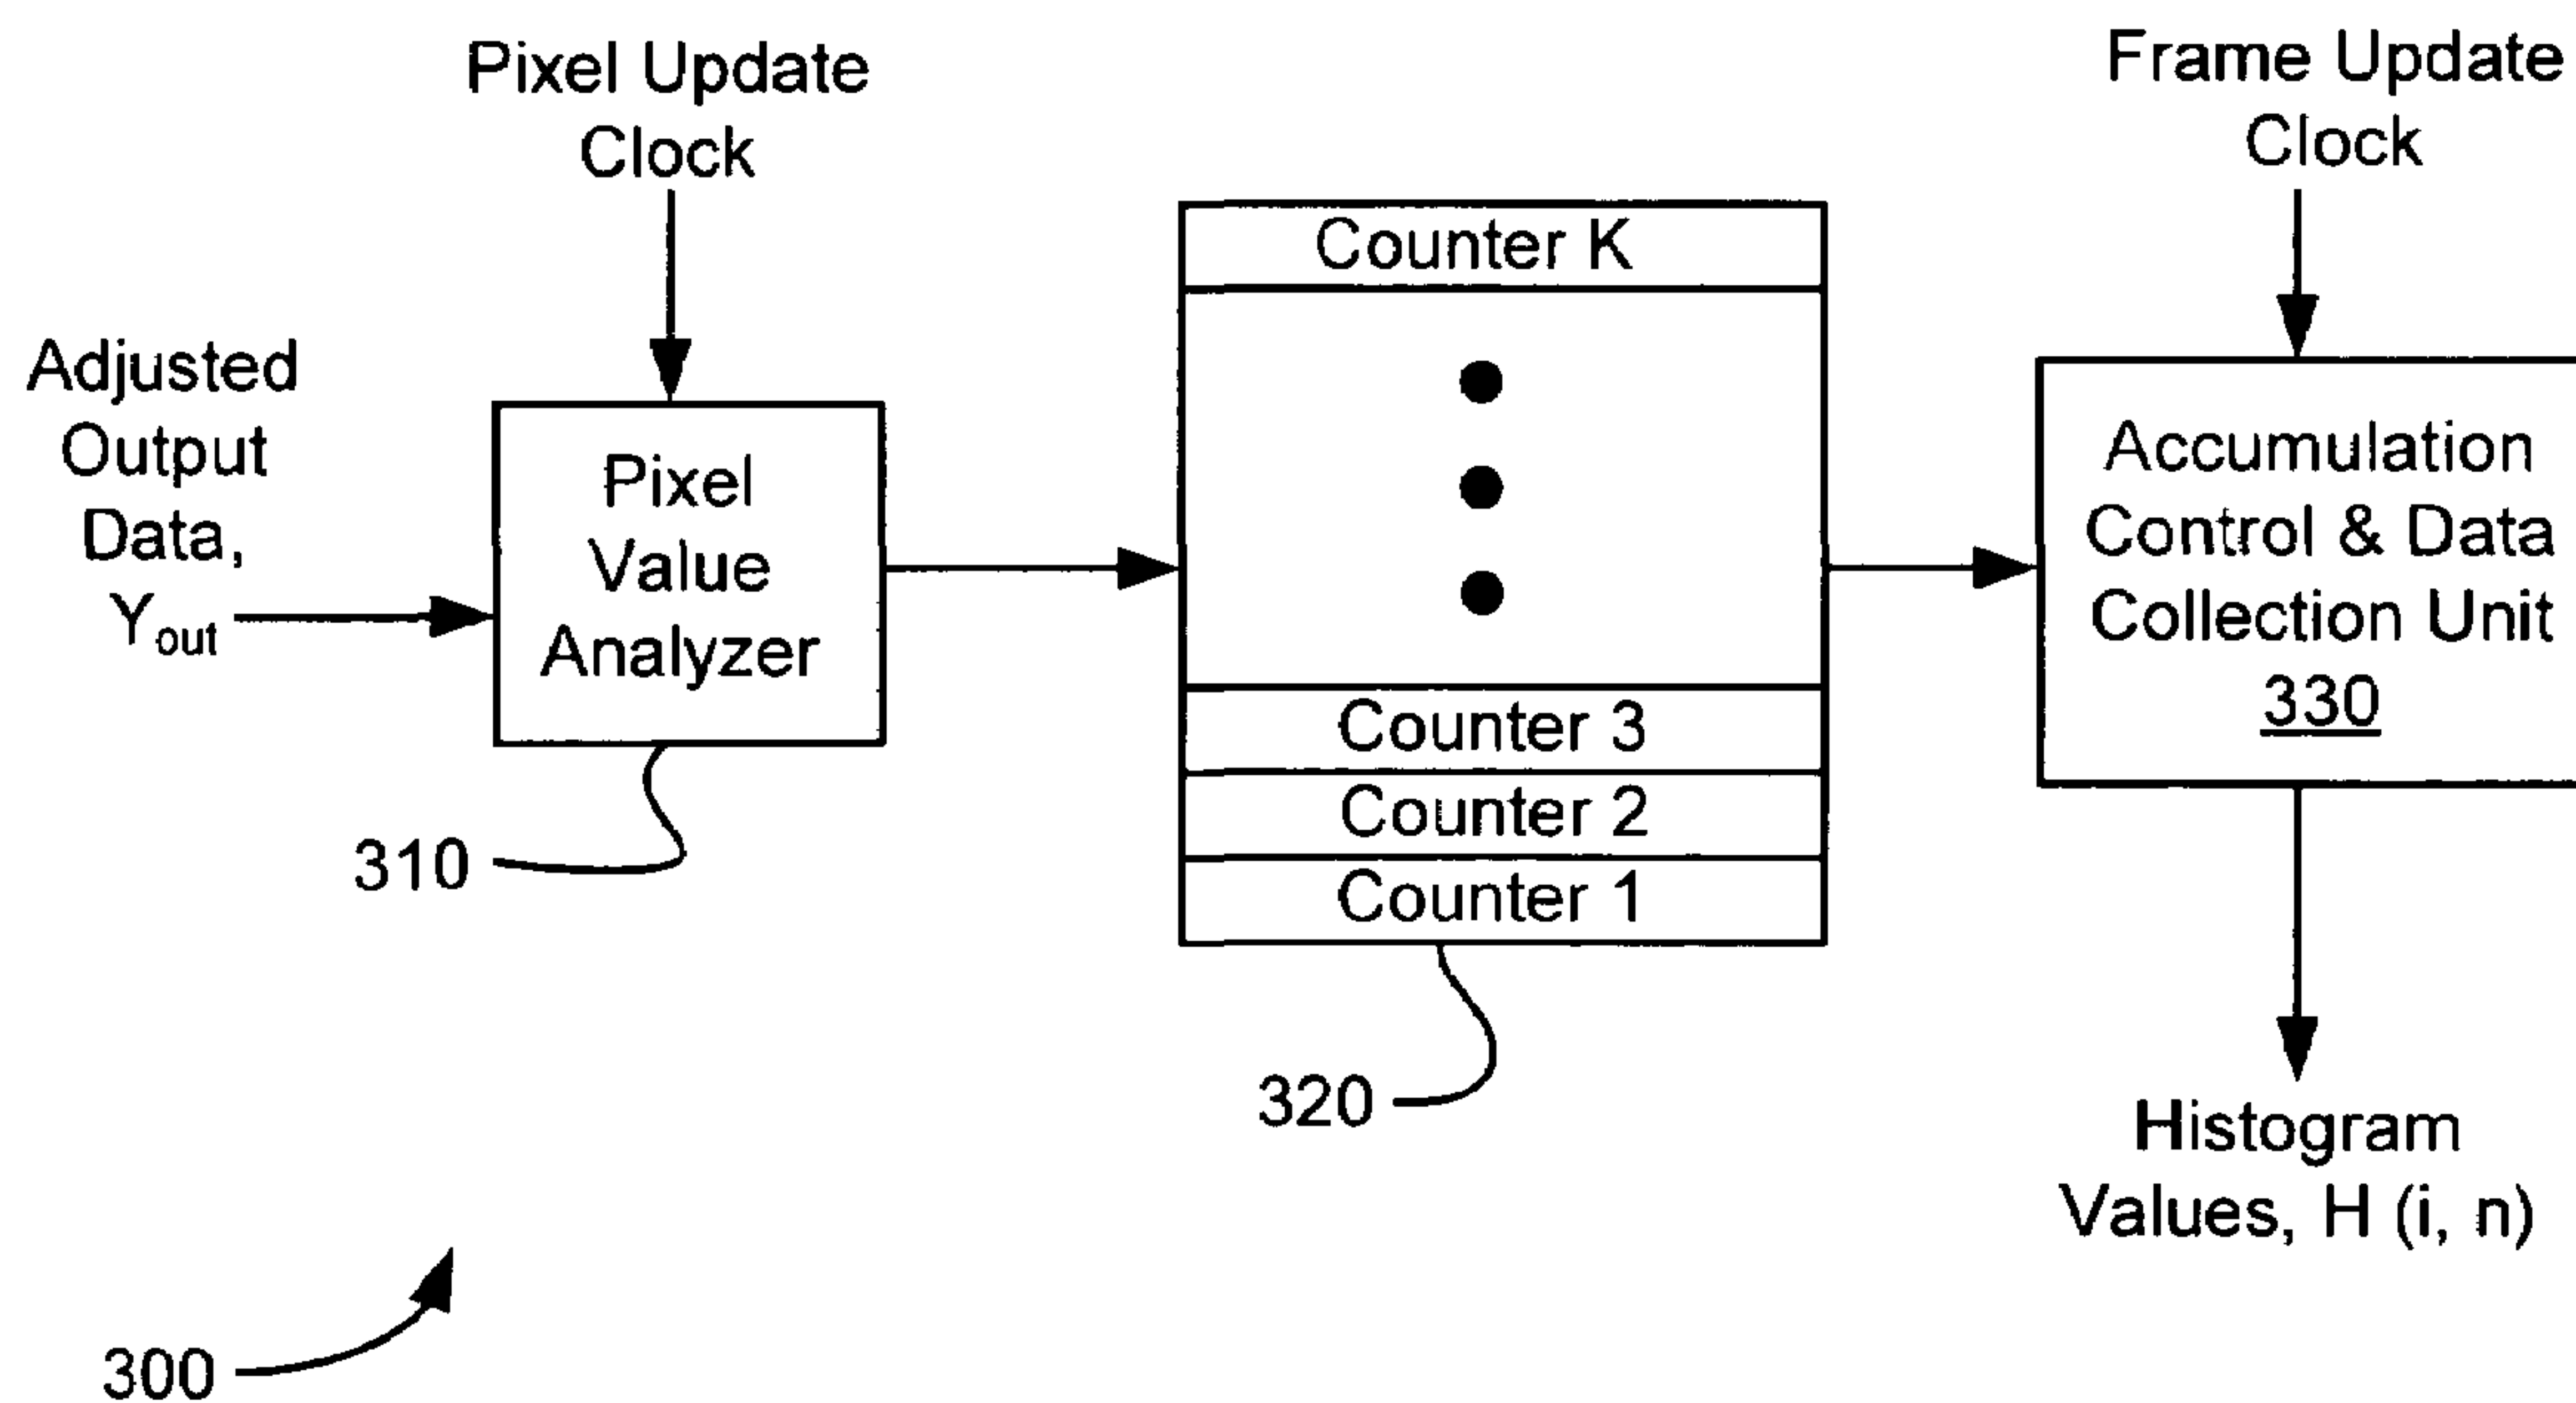 Pixel Update
Clock
Frame Update
Clock
Adjusted
Output
Data,
Yout
Pixel
Value
Analyzer
310
Counter K
Counter 3
Counter 2
Counter 1
320
Accumulation
Control & Data
Collection Unit
330
Histogram
Values, H (i, n)
300